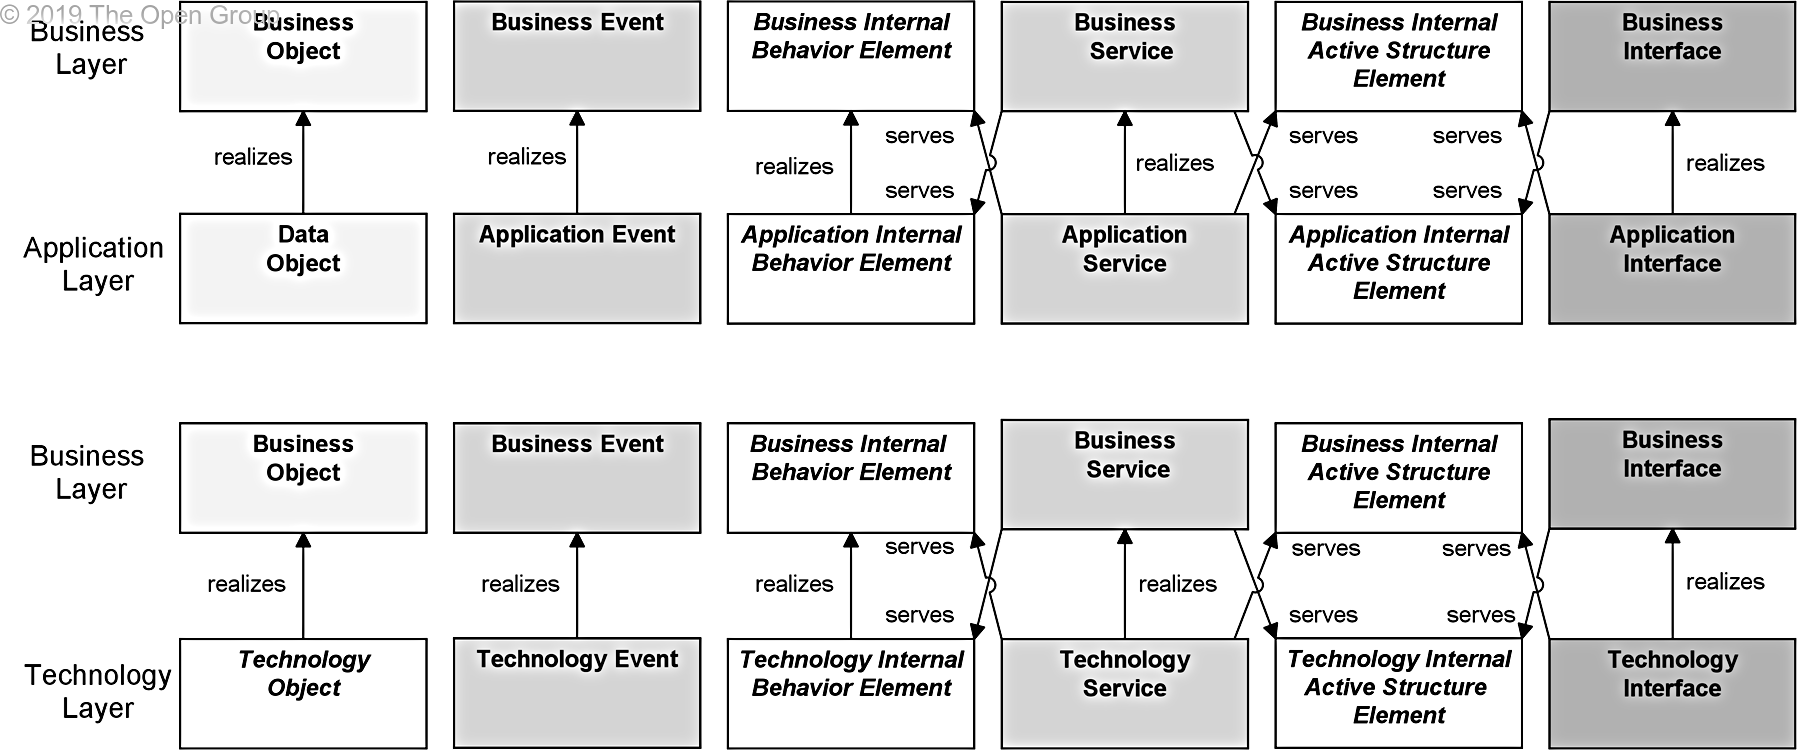 © 2019 The Open Group
Business
Layer
Business
Object
Business Event
Business Internal
Behavior Element
Business
Service
Business Internal
Active Structure
Element
Business
Interface
realizes
realizes
realizes
serves
serves
realizes
serves
serves
serves
serves
realizes
Application
Layer
Data
Object
Application Event
Application Internal
Behavior Element
Application
Service
Application Internal
Active Structure
Element
Application
Interface
Business
Layer
Business
Object
Business Event
Business Internal
Behavior Element
Business
Service
Business Internal
Active Structure
Element
Business
Interface
realizes
realizes
realizes
serves
serves
realizes
serves
serves
serves
serves
realizes
Technology
Layer
Technology
Object
Technology Event
Technology Internal
Behavior Element
Technology
Service
Technology Internal
Active Structure
Element
Technology
Interface